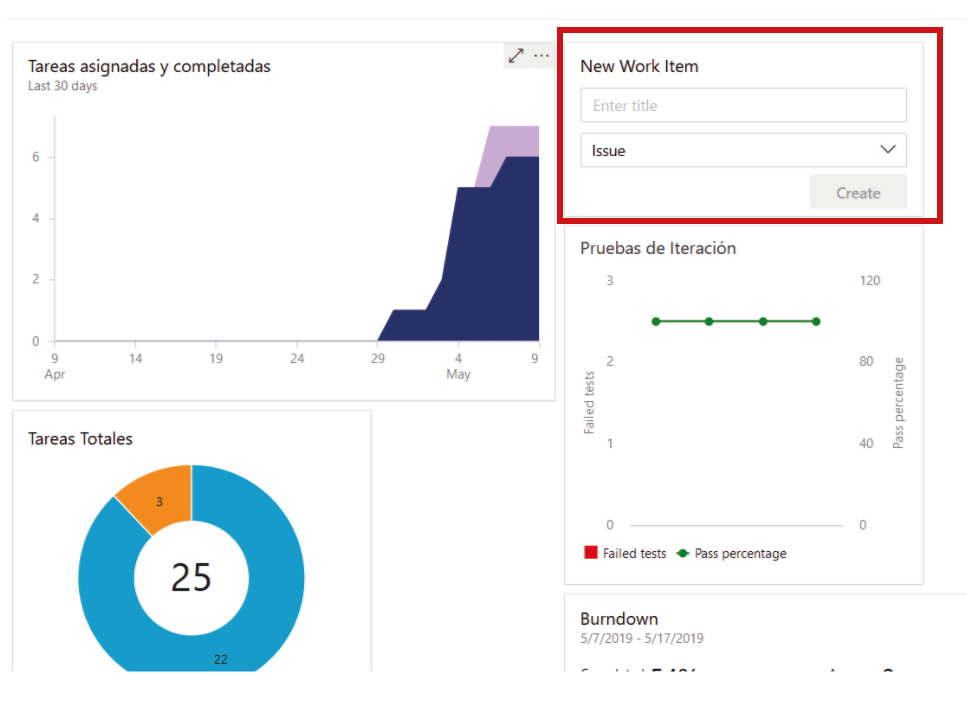 Tareas asignadas y completadas
Last 30 days
6
4
2
0
9 14 19 24 29 4 9
Apr May
New Work Item
Enter title
Issue
Create
Pruebas de Iteración
3 120
2 80
1 40
0 0
Failed tests
Pass percentage
Failed tests Pass percentage
Tareas Totales
3
25
22
Burndown
5/7/2019 - 5/17/2019